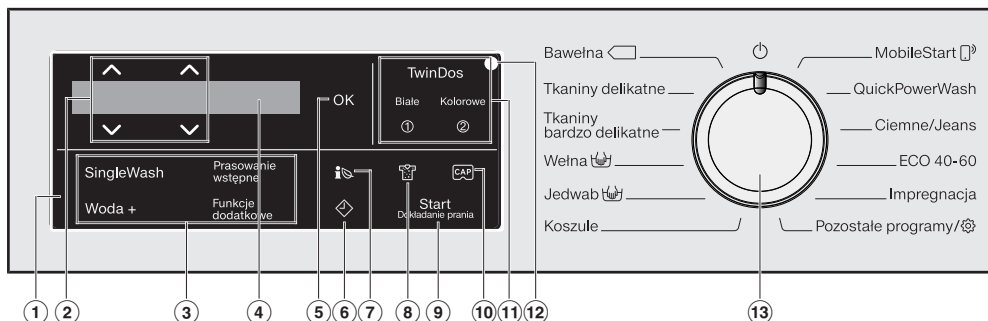 OK
TwinDos
Białe Kolorowe
① ②
SingleWash
Prasowanie
wstępne
Woda +
Funkcje
dodatkowe
CAP
Start
Dokładanie prania
Bawełna
Tkaniny delikatne
Tkaniny
bardzo delikatne
Wełna
Jedwab
Koszule
MobileStart
QuickPowerWash
Ciemne/Jeans
ECO 40-60
Impregnacja
Pozostałe programy/
① ② ③ ④ ⑤ ⑥ ⑦ ⑧ ⑨ ⑩ ⑪ ⑫ ⑬